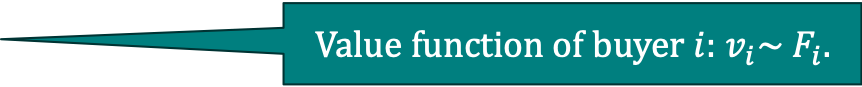 Value function of buyer 𝑖: 𝑣ᵢ~ 𝐹ᵢ.